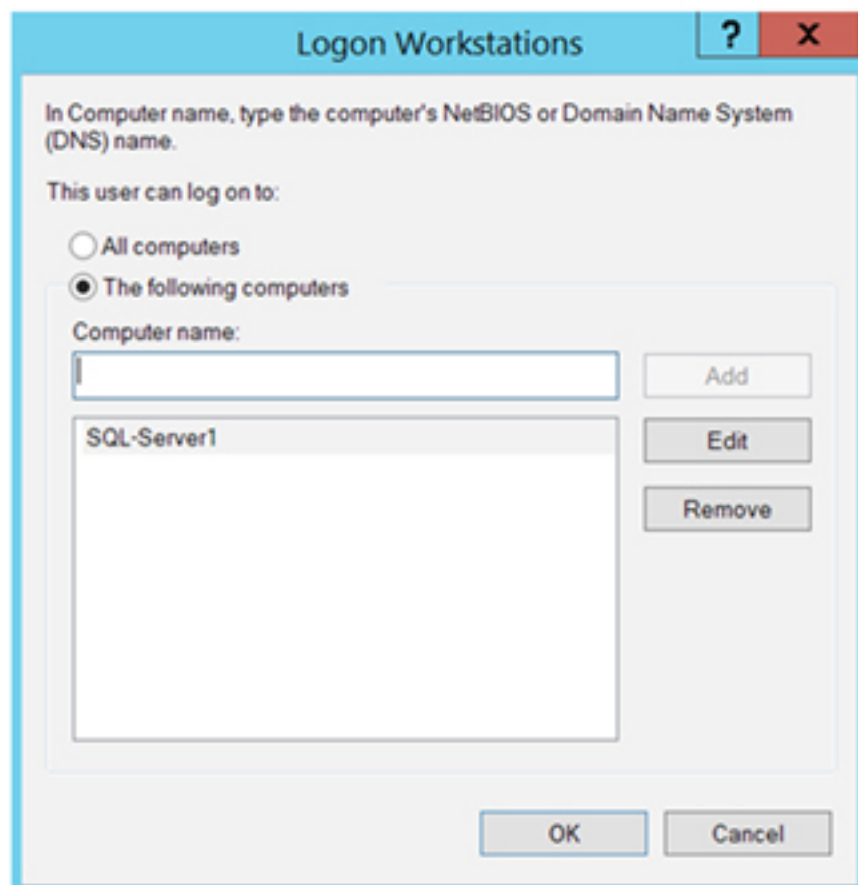 Logon Workstations
?
x
In Computer name, type the computer's NetBIOS or Domain Name System
(DNS) name.
This user can log on to:
All computers
The following computers
Computer name:
Add
SQL-Server1
Edit
Remove
OK
Cancel